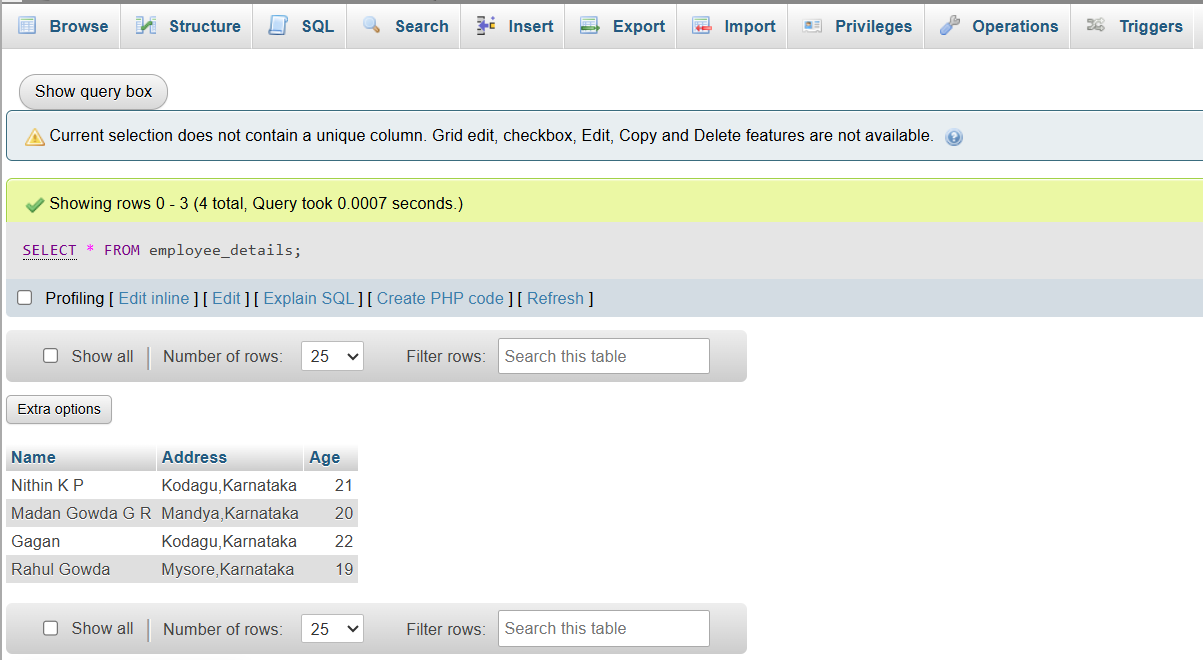 Browse Structure SQL Search Insert Export Import Privileges Operations Triggers
Show query box
Current selection does not contain a unique column. Grid edit, checkbox, Edit, Copy and Delete features are not available.
Showing rows 0 - 3 (4 total, Query took 0.0007 seconds.)
SELECT * FROM employee_details;
Profiling [ Edit inline ] [ Edit ] [ Explain SQL ] [ Create PHP code ] [ Refresh ]
Show all Number of rows: 25 Filter rows: Search this table
Extra options
Name Address Age
Nithin K P Kodagu,Karnataka 21
Madan Gowda G R Mandya,Karnataka 20
Gagan Kodagu,Karnataka 22
Rahul Gowda Mysore,Karnataka 19
Show all Number of rows: 25 Filter rows: Search this table